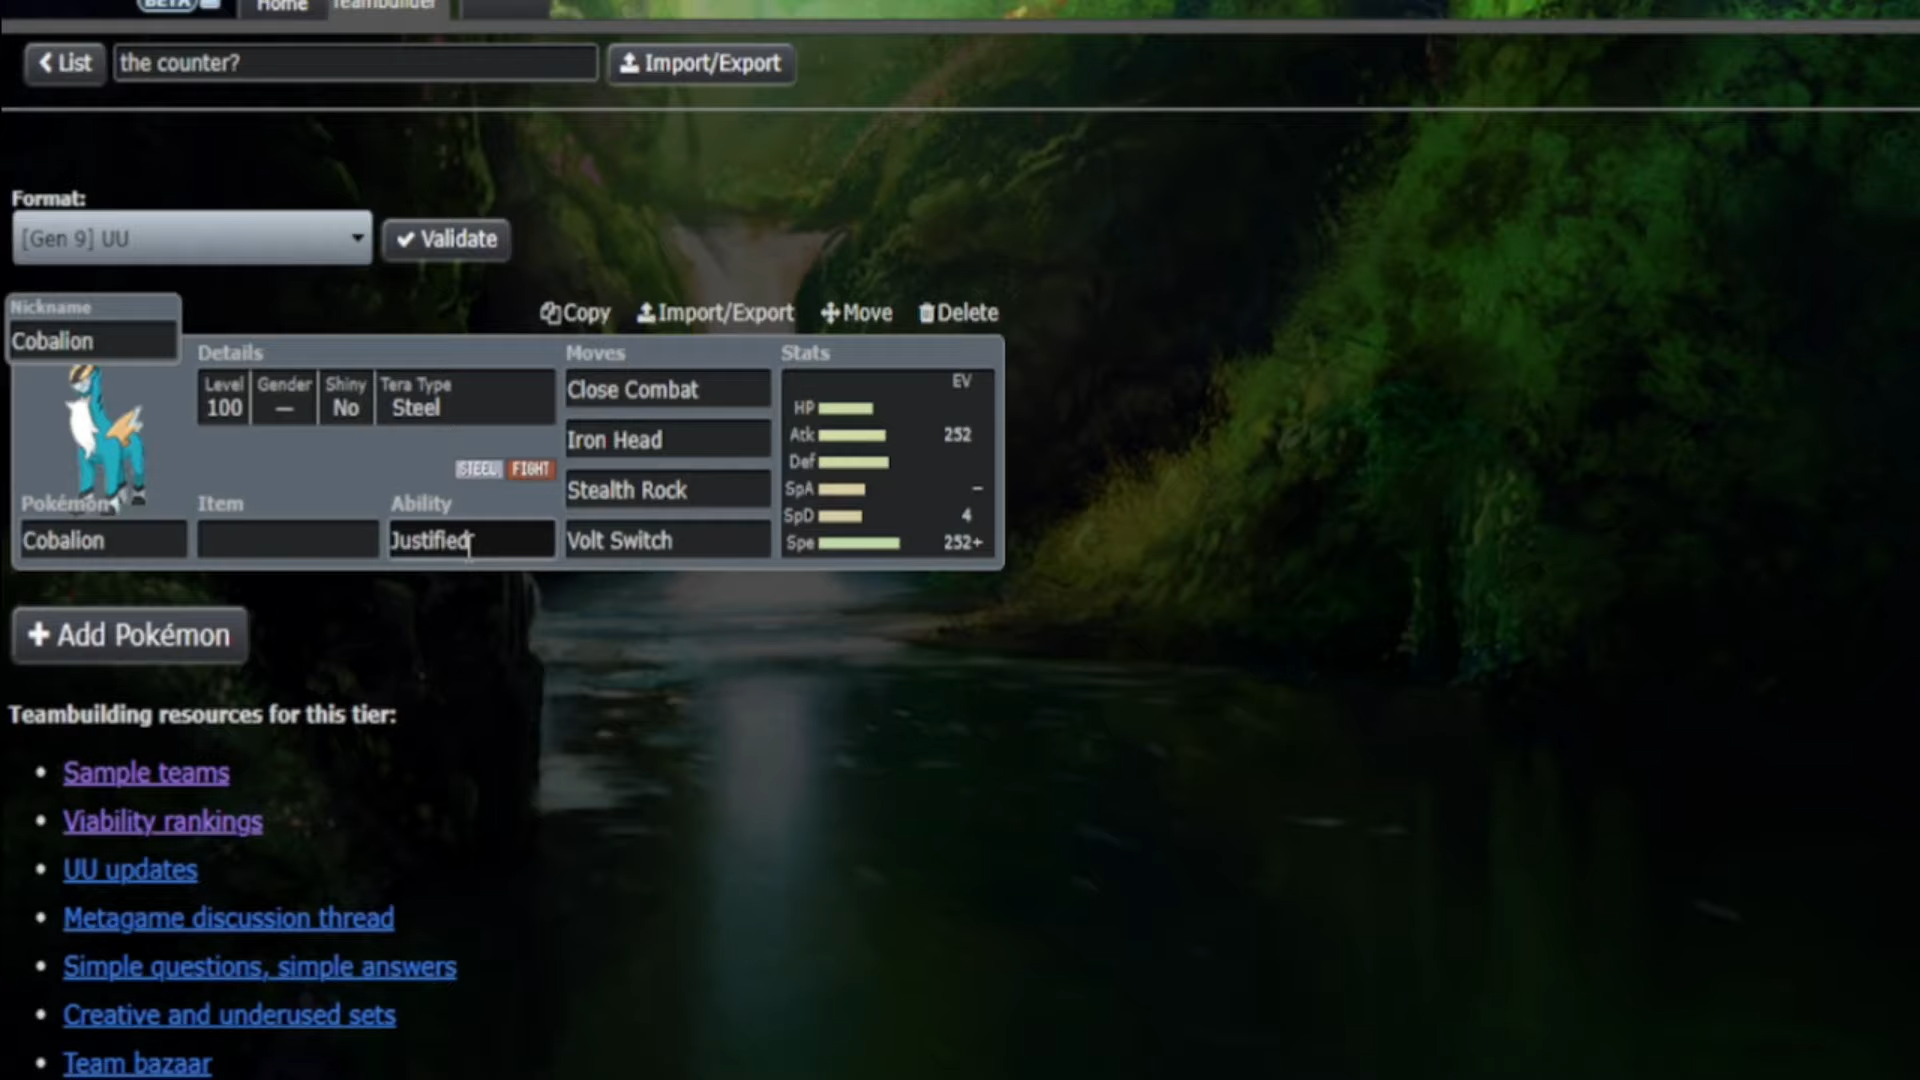 BETA
Home Teambuilder
List the counter? Import/Export
Format:
[Gen 9] UU Validate
Nickname
Copy Import/Export Move Delete
Cobalion
Details Moves Stats
Level Gender Shiny Tera Type
100 — No Steel
Close Combat
EV
HP
Iron Head
Atk 252
Def
STEEL FIGHT
Stealth Rock
SpA −
Pokémon Item Ability
SpD 4
Cobalion Justified Volt Switch
Spe 252+
Add Pokémon
Teambuilding resources for this tier:
• Sample teams
• Viability rankings
• UU updates
• Metagame discussion thread
• Simple questions, simple answers
• Creative and underused sets
• Team bazaar